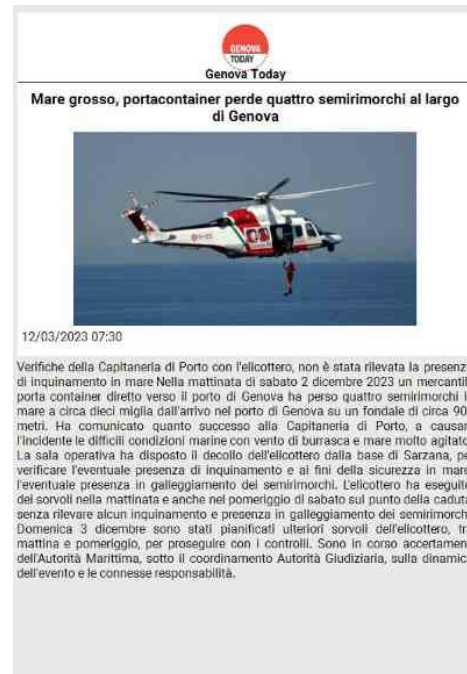 GENOVA
TODAY
Genova Today
Mare grosso, portacontainer perde quattro semirimorchi al largo
di Genova
12/03/2023 07:30
Verifiche della Capitaneria di Porto con l'elicottero, non è stata rilevata la presenz
di inquinamento in mare Nella mattinata di sabato 2 dicembre 2023 un mercantil
porta container diretto verso il porto di Genova ha perso quattro semirimorchi i
mare a circa dieci miglia dall'arrivo nel porto di Genova su un fondale di circa 90
metri. Ha comunicato quanto successo alla Capitaneria di Porto, a causar
l'incidente le difficili condizioni marine con vento di burrasca e mare molto agitato
La sala operativa ha disposto il decollo dell'elicottero dalla base di Sarzana, pe
verificare l'eventuale presenza di inquinamento e ai fini della sicurezza in mare
l'eventuale presenza in galleggiamento dei semirimorchi. L'elicottero ha eseguito
dei sorvoli nella mattinata e anche nel pomeriggio di sabato sul punto della caduta
senza rilevare alcun inquinamento e presenza in galleggiamento dei semirimorch
Domenica 3 dicembre sono stati pianificati ulteriori sorvoli dell'elicottero, tr
mattina e pomeriggio, per proseguire con i controlli. Sono in corso accertamen
dell'Autorità Marittima, sotto il coordinamento Autorità Giudiziaria, sulla dinamic
dell'evento e le connesse responsabilità.